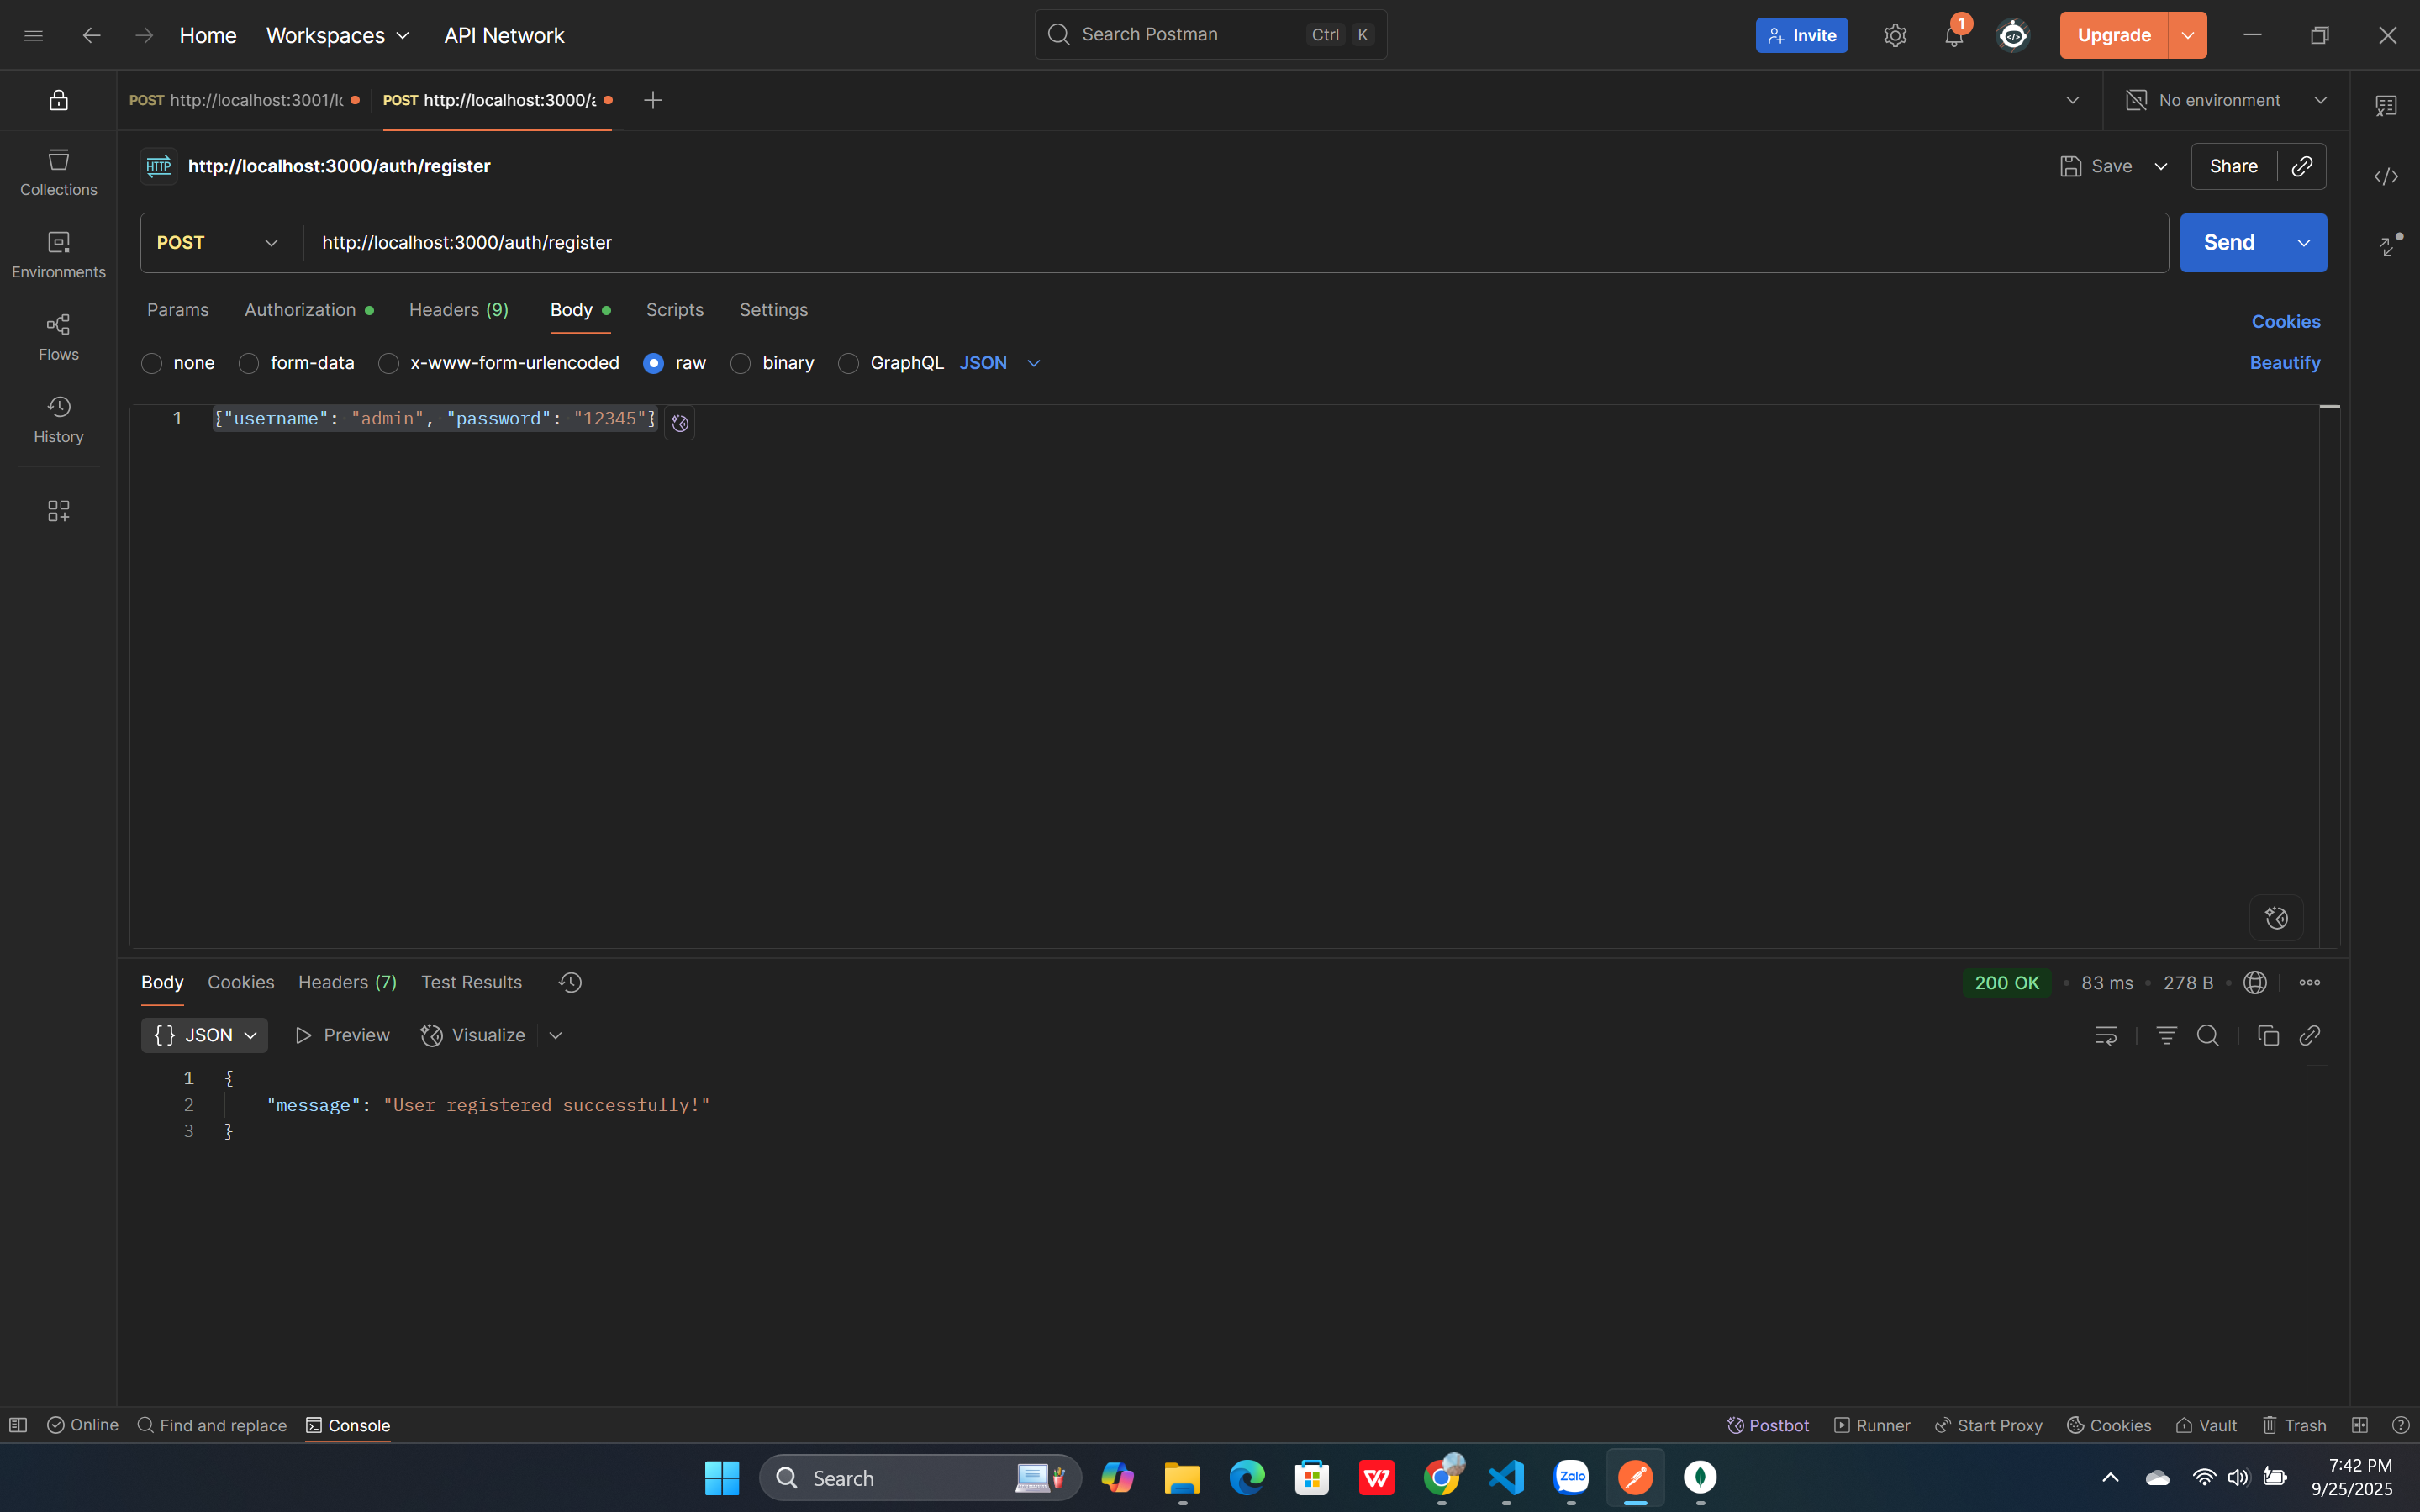 Home Workspaces API Network Search Postman Ctrl K Invite 1 Upgrade
POST http://localhost:3001/lo POST http://localhost:3000/a No environment
HTTP http://localhost:3000/auth/register Save Share
Collections
POST http://localhost:3000/auth/register Send
Environments
Params Authorization Headers (9) Body Scripts Settings Cookies
Flows
none form-data x-www-form-urlencoded raw binary GraphQL JSON Beautify
History
1 {"username": "admin", "password": "12345"}
Body Cookies Headers (7) Test Results 200 OK 83 ms 278 B
{} JSON Preview Visualize
1 {
2 "message": "User registered successfully!"
3 }
Online Find and replace Console Postbot Runner Start Proxy Cookies Vault Trash
Search Zalo 7:42 PM
9/25/2025